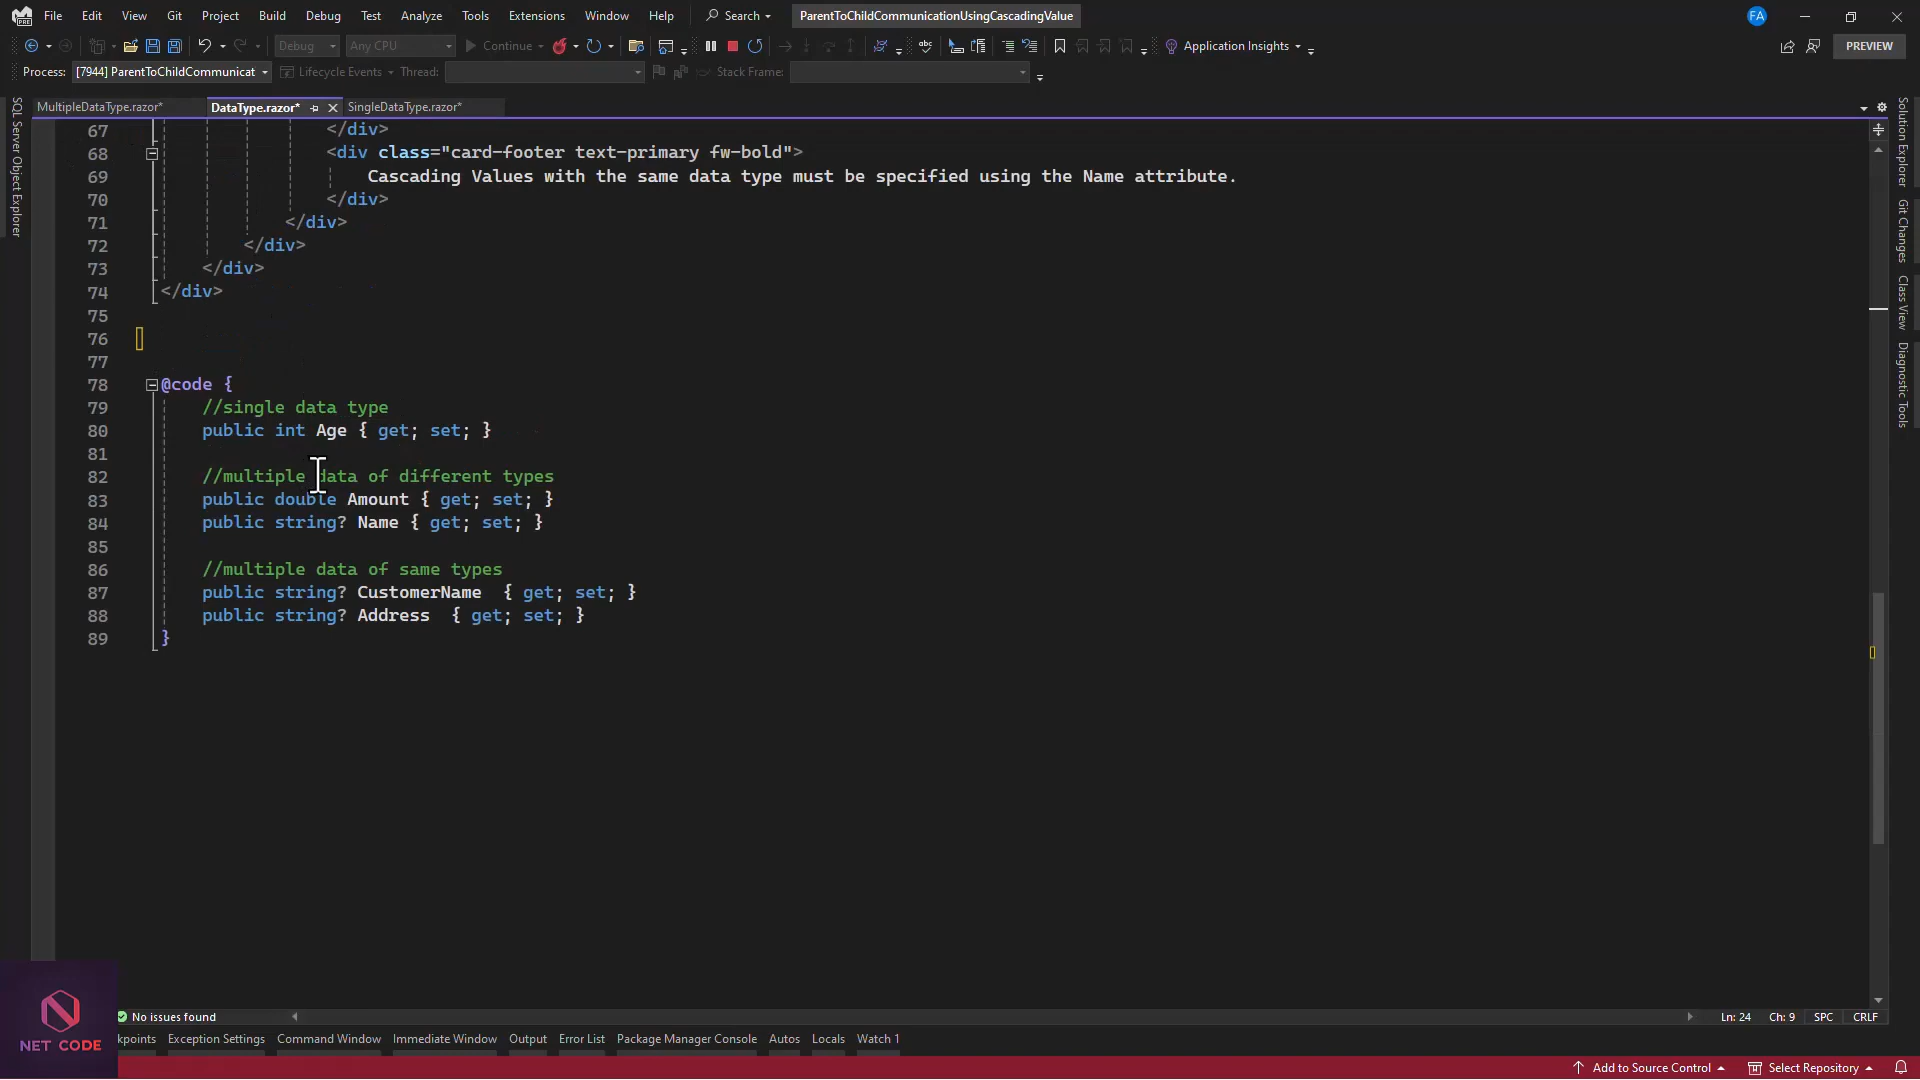 File Edit View Git Project Build Debug Test Analyze Tools Extensions Window Help Search ParentToChildCommunicationUsingCascadingValue FA
Debug Any CPU Continue Application Insights PREVIEW
Process: [7944] ParentToChildCommunicat Lifecycle Events Thread: Stack Frame:
SQL Server Object Explorer
MultipleDataType.razor* DataType.razor* SingleDataType.razor*
67 </div>
68 <div class="card-footer text-primary fw-bold">
69 Cascading Values with the same data type must be specified using the Name attribute.
70 </div>
71 </div>
72 </div>
73 </div>
74 </div>
75
76
77
78 @code {
79 //single data type
80 public int Age { get; set; }
81
82 //multiple data of different types
83 public double Amount { get; set; }
84 public string? Name { get; set; }
85
86 //multiple data of same types
87 public string? CustomerName { get; set; }
88 public string? Address { get; set; }
89 }
Solution Explorer
Git Changes
Class View
Diagnostic Tools
No issues found Ln: 24 Ch: 9 SPC CRLF
kpoints Exception Settings Command Window Immediate Window Output Error List Package Manager Console Autos Locals Watch 1
NET CODE
Add to Source Control Select Repository